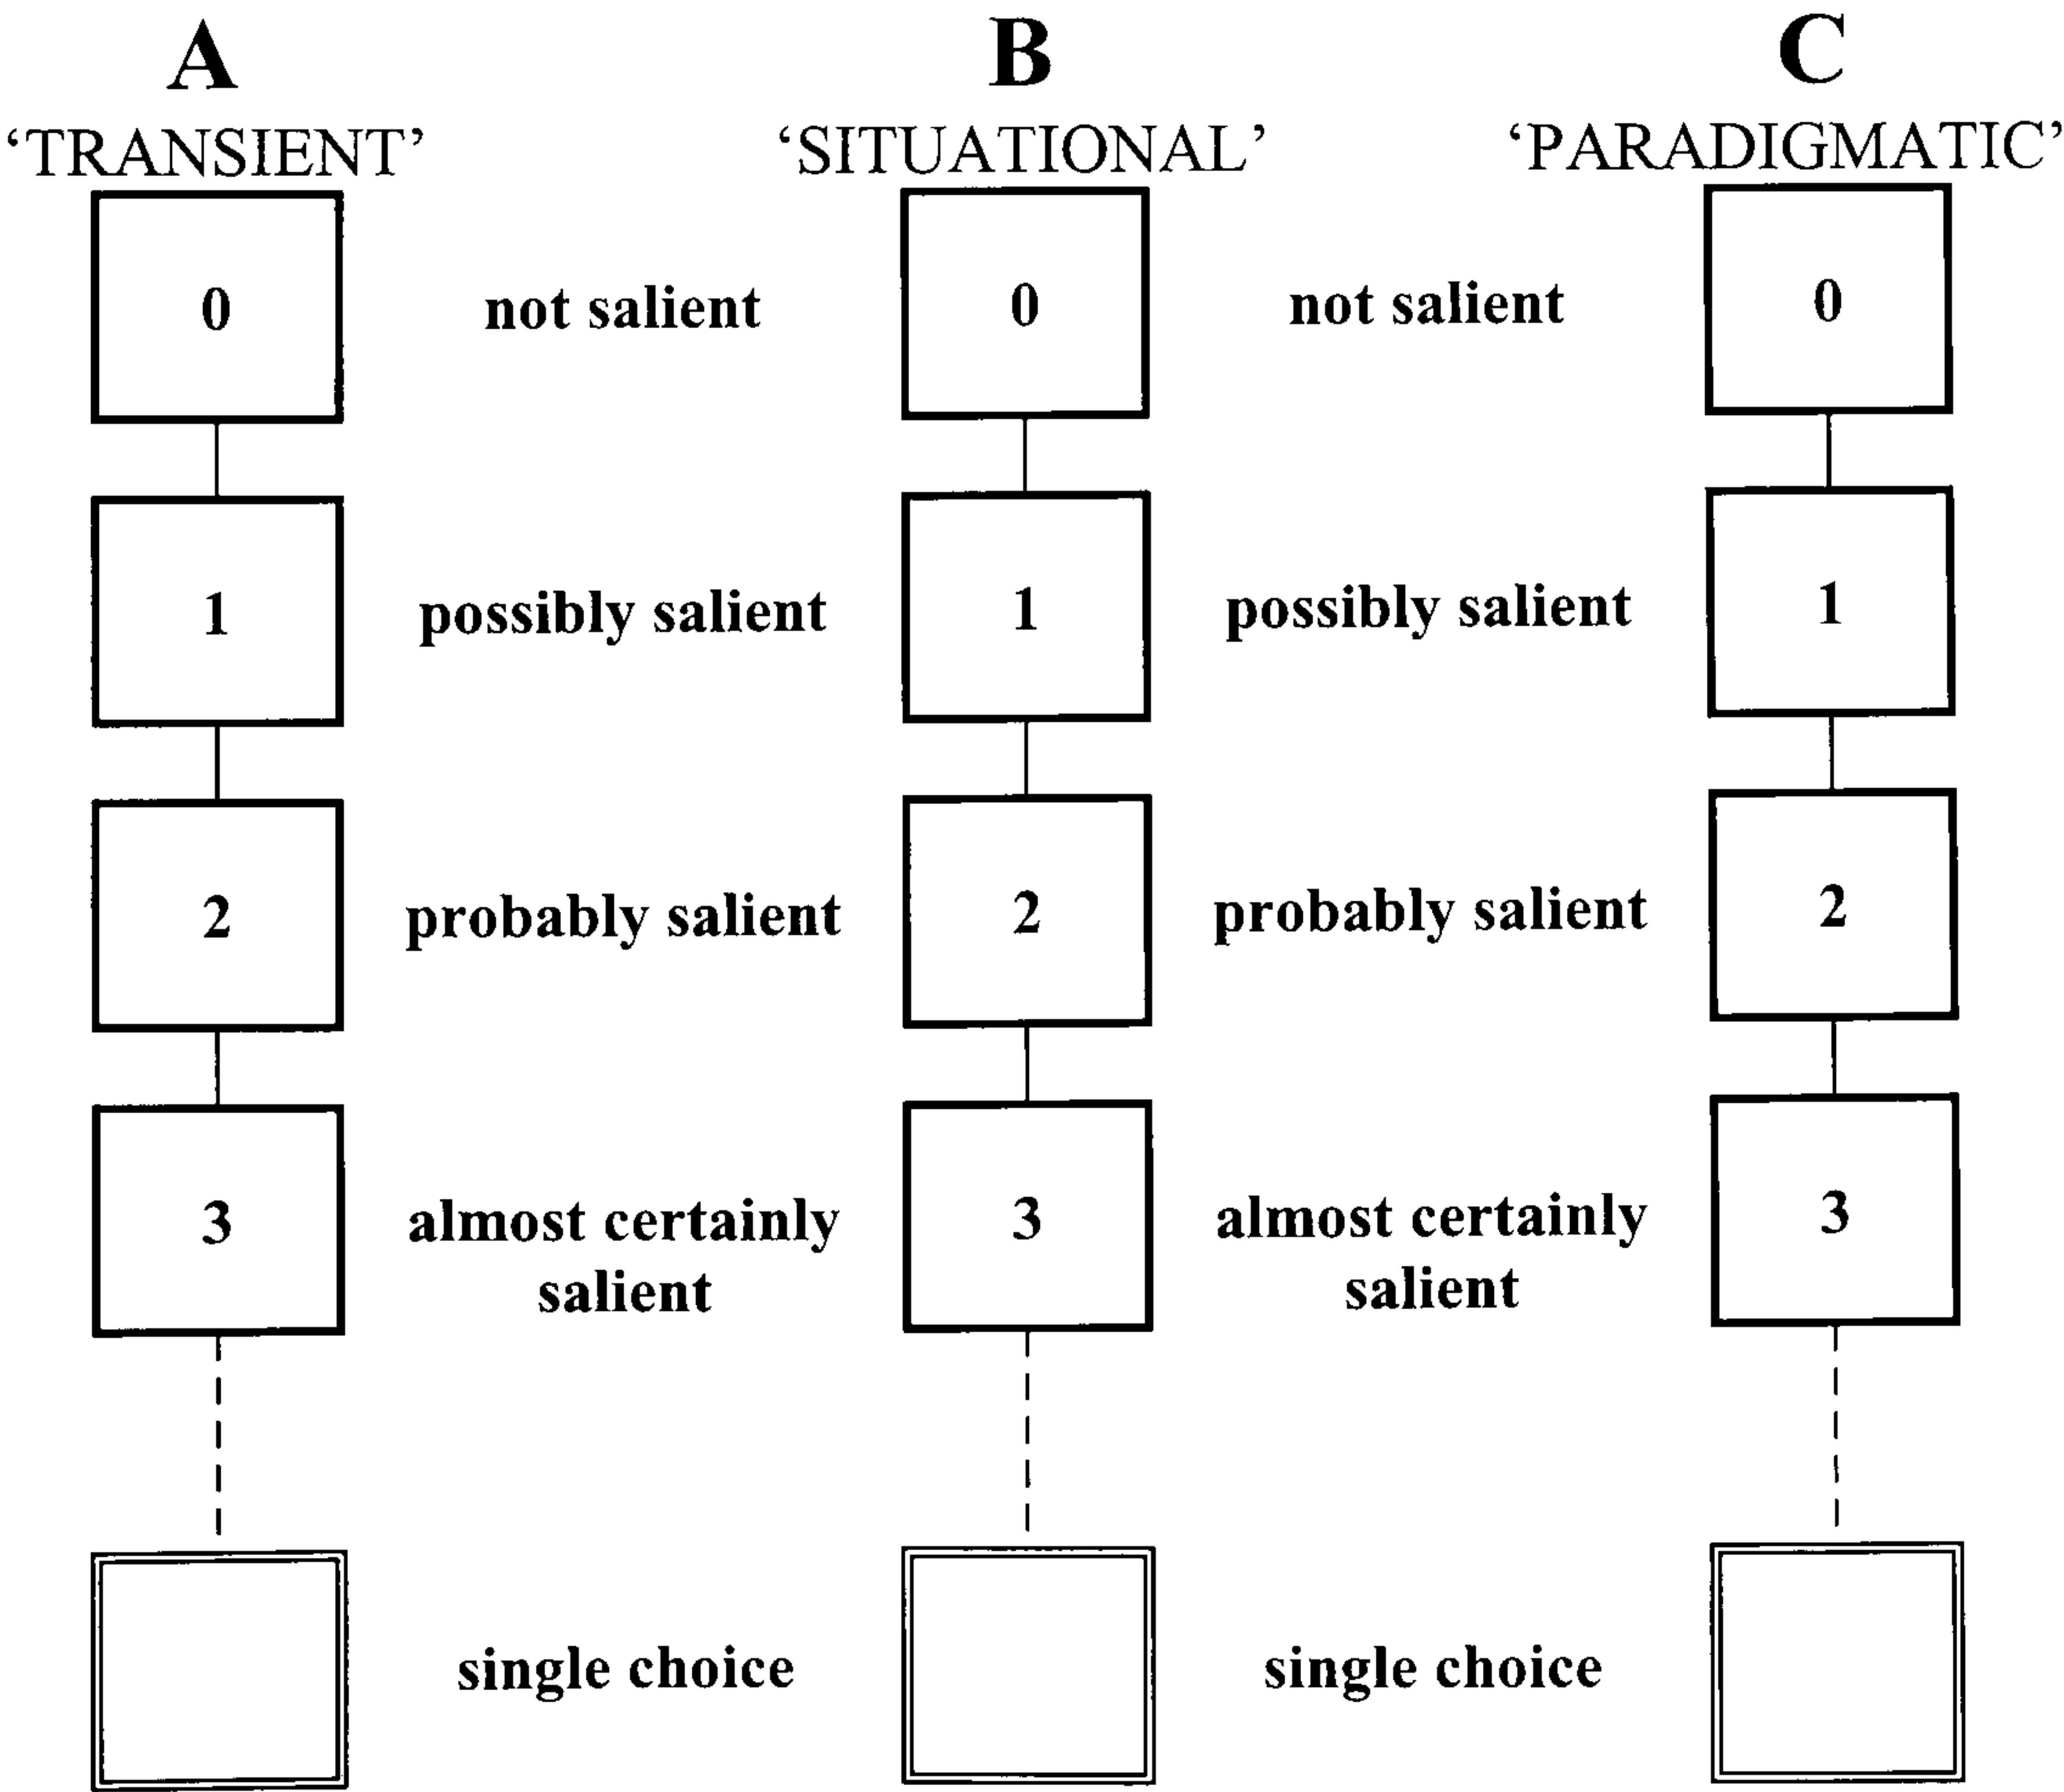 A B C
‘TRANSIENT’ ‘SITUATIONAL’ ‘PARADIGMATIC’
0 not salient 0 not salient 0
1 possibly salient 1 possibly salient 1
2 probably salient 2 probably salient 2
3 almost certainly 3 almost certainly 3
salient salient
single choice single choice